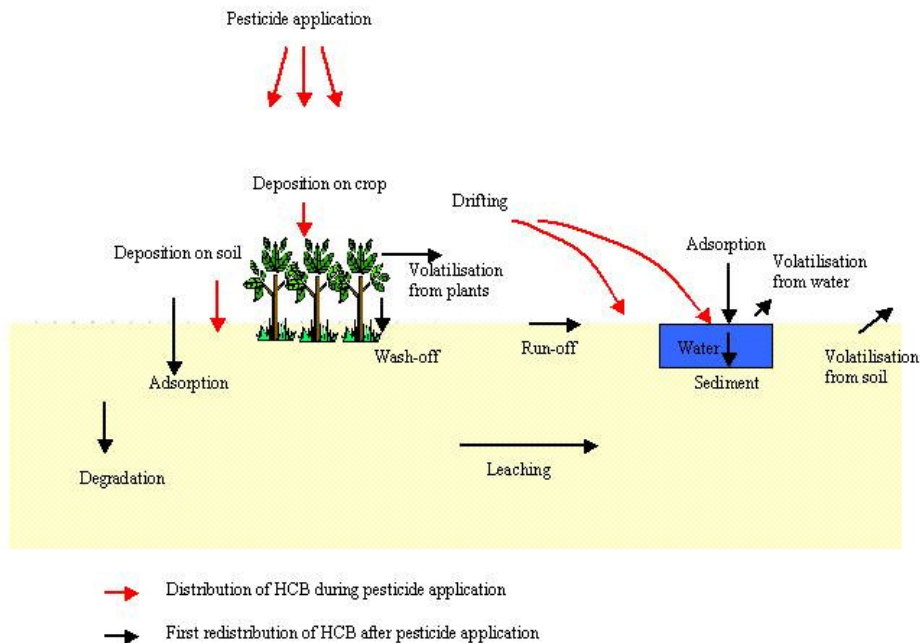 Pesticide application
Deposition on crop
Drifting
Deposition on soil
Adsorption
Volatilisation
from plants
Volatilisation
from water
Wash-off
Run-off
Water
Sediment
Volatilisation
from soil
Adsorption
Degradation
Leaching
Distribution of HCB during pesticide application
First redistribution of HCB after pesticide application